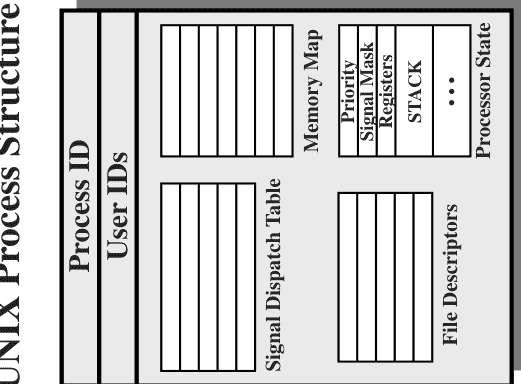 UNIX Process Structure
Process ID
User IDs
Signal Dispatch Table
Memory Map
Priority
Signal Mask
Registers
STACK
...
File Descriptors
Processor State